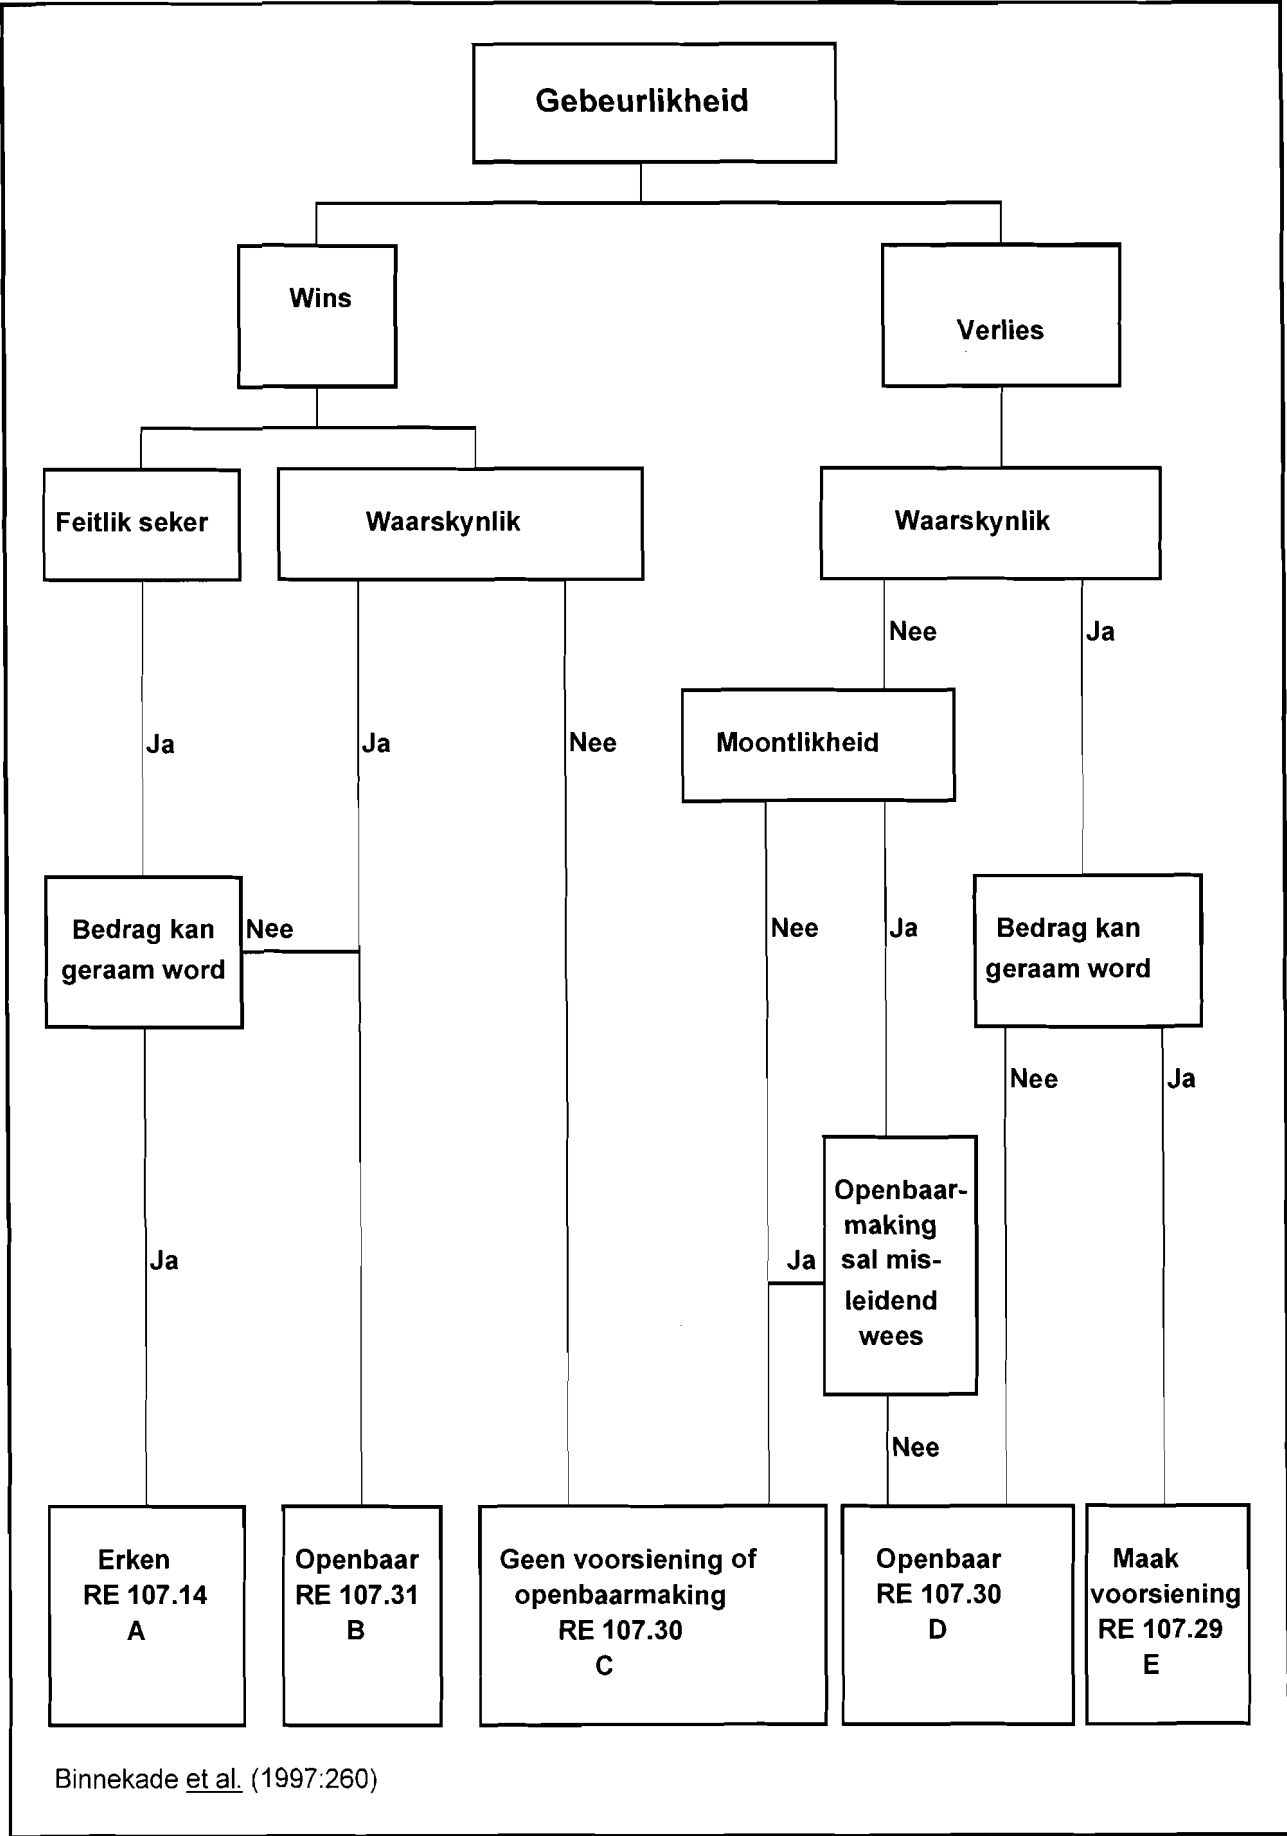 Gebeurlikheid
Wins
Verlies
Feitlik seker
Waarskynlik
Waarskynlik
Nee
Ja
Ja
Ja
Nee
Moontlikheid
Bedrag kan
geraam word
Nee
Nee
Ja
Bedrag kan
geraam word
Nee
Ja
Ja
Ja
Openbaar-
making
sal mis-
leidend
wees
Nee
Erken
RE 107.14
A
Openbaar
RE 107.31
B
Geen voorsiening of
openbaarmaking
RE 107.30
C
Openbaar
RE 107.30
D
Maak
voorsiening
RE 107.29
E
Binnekade et al. (1997:260)